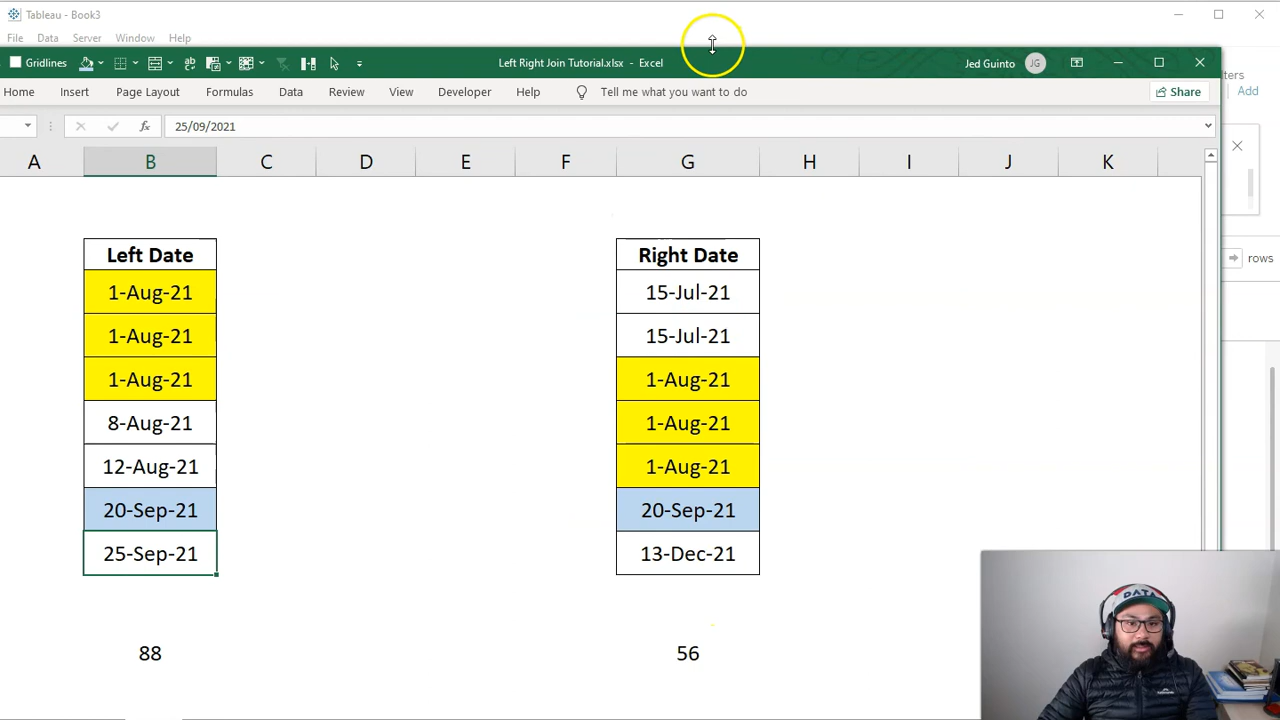 Tableau - Book3
File Data Server Window Help
Gridlines
Left Right Join Tutorial.xlsx - Excel
Jed Guinto JG
Home Insert Page Layout Formulas Data Review View Developer Help Tell me what you want to do Share
ters
Add
fx 25/09/2021
A B C D E F G H I J K
Left Date Right Date
1-Aug-21 15-Jul-21
1-Aug-21 15-Jul-21
1-Aug-21 1-Aug-21
8-Aug-21 1-Aug-21
12-Aug-21 1-Aug-21
20-Sep-21 20-Sep-21
25-Sep-21 13-Dec-21
88 56
rows
DATA